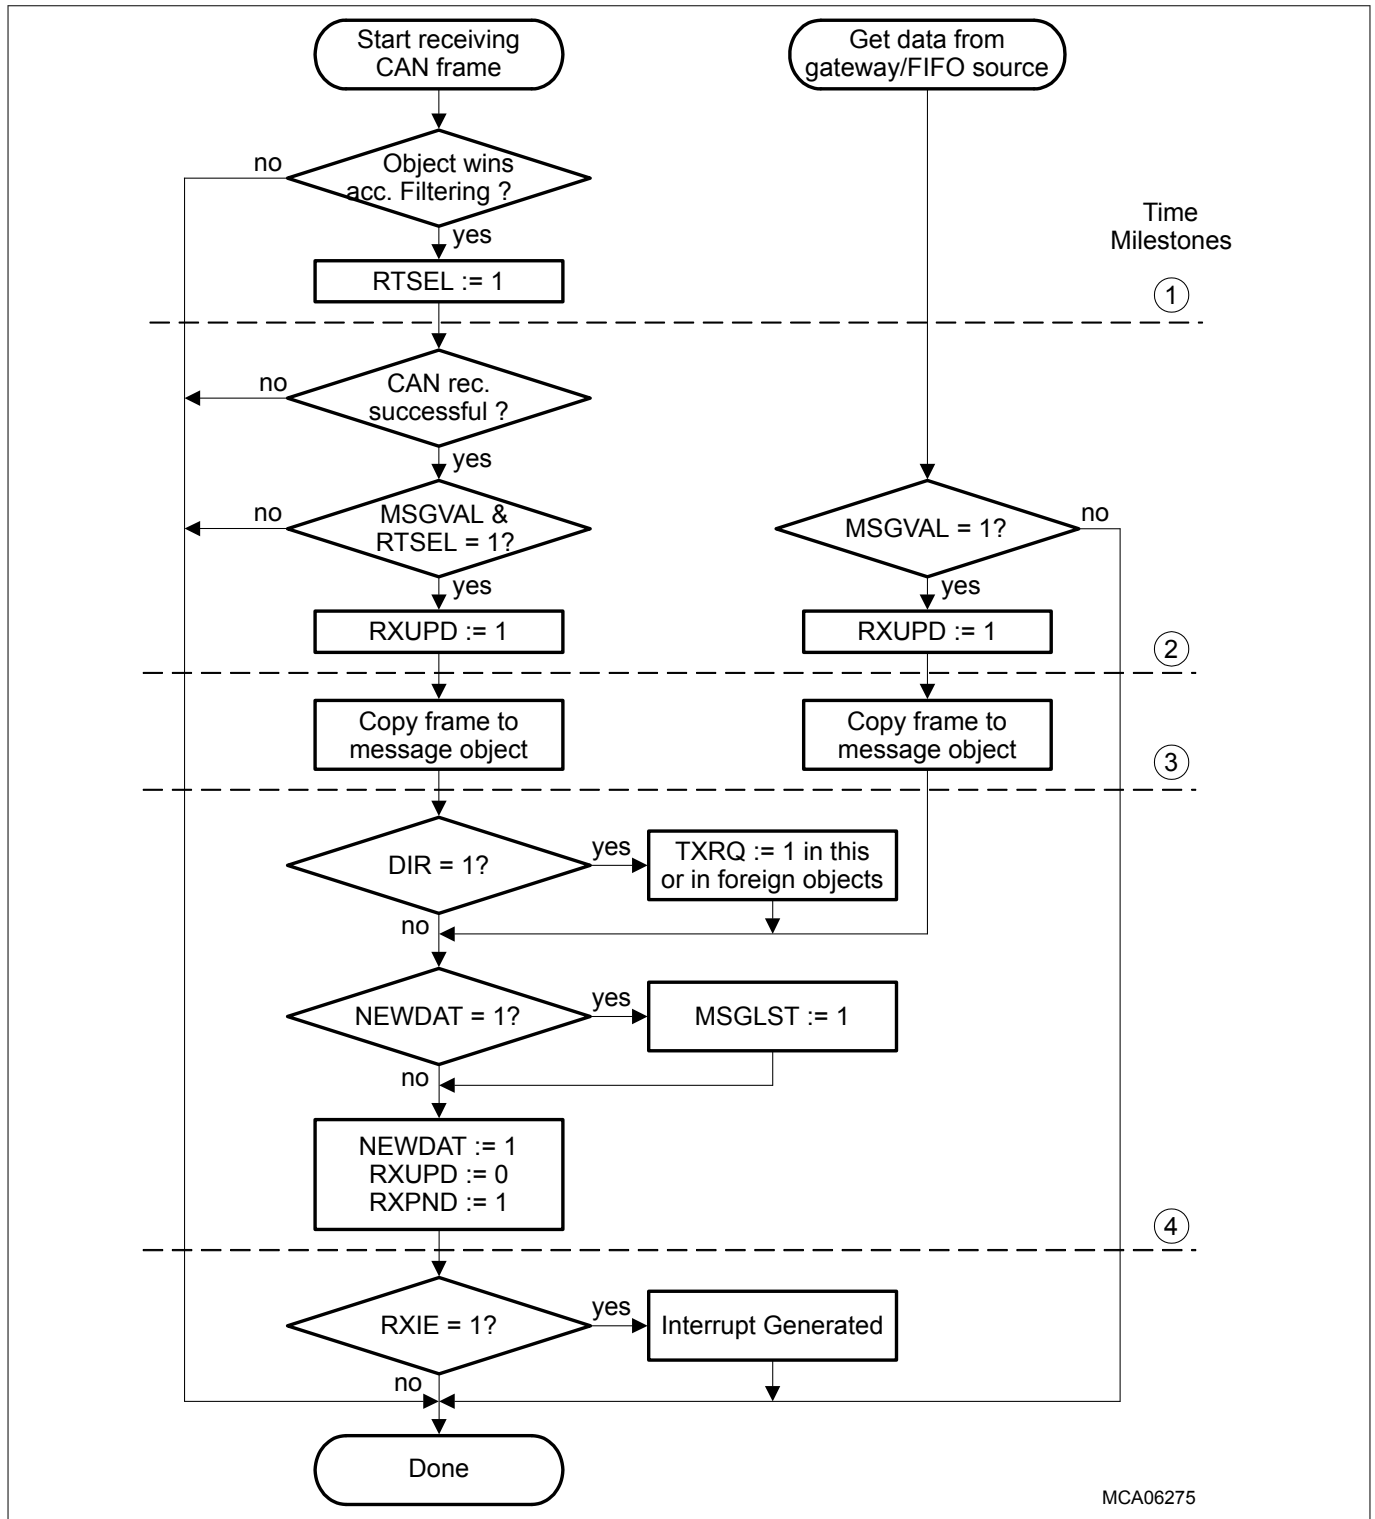 Start receiving
CAN frame
Get data from
gateway/FIFO source
no
Object wins
acc. Filtering ?
yes
Time
Milestones
RTSEL := 1
1
no
CAN rec.
successful ?
yes
no
MSGVAL &
RTSEL = 1?
yes
MSGVAL = 1?
no
yes
RXUPD := 1
RXUPD := 1
2
Copy frame to
message object
Copy frame to
message object
3
DIR = 1?
yes
TXRQ := 1 in this
or in foreign objects
no
NEWDAT = 1?
yes
MSGLST := 1
no
NEWDAT := 1
RXUPD := 0
RXPND := 1
4
RXIE = 1?
yes
Interrupt Generated
no
Done
MCA06275